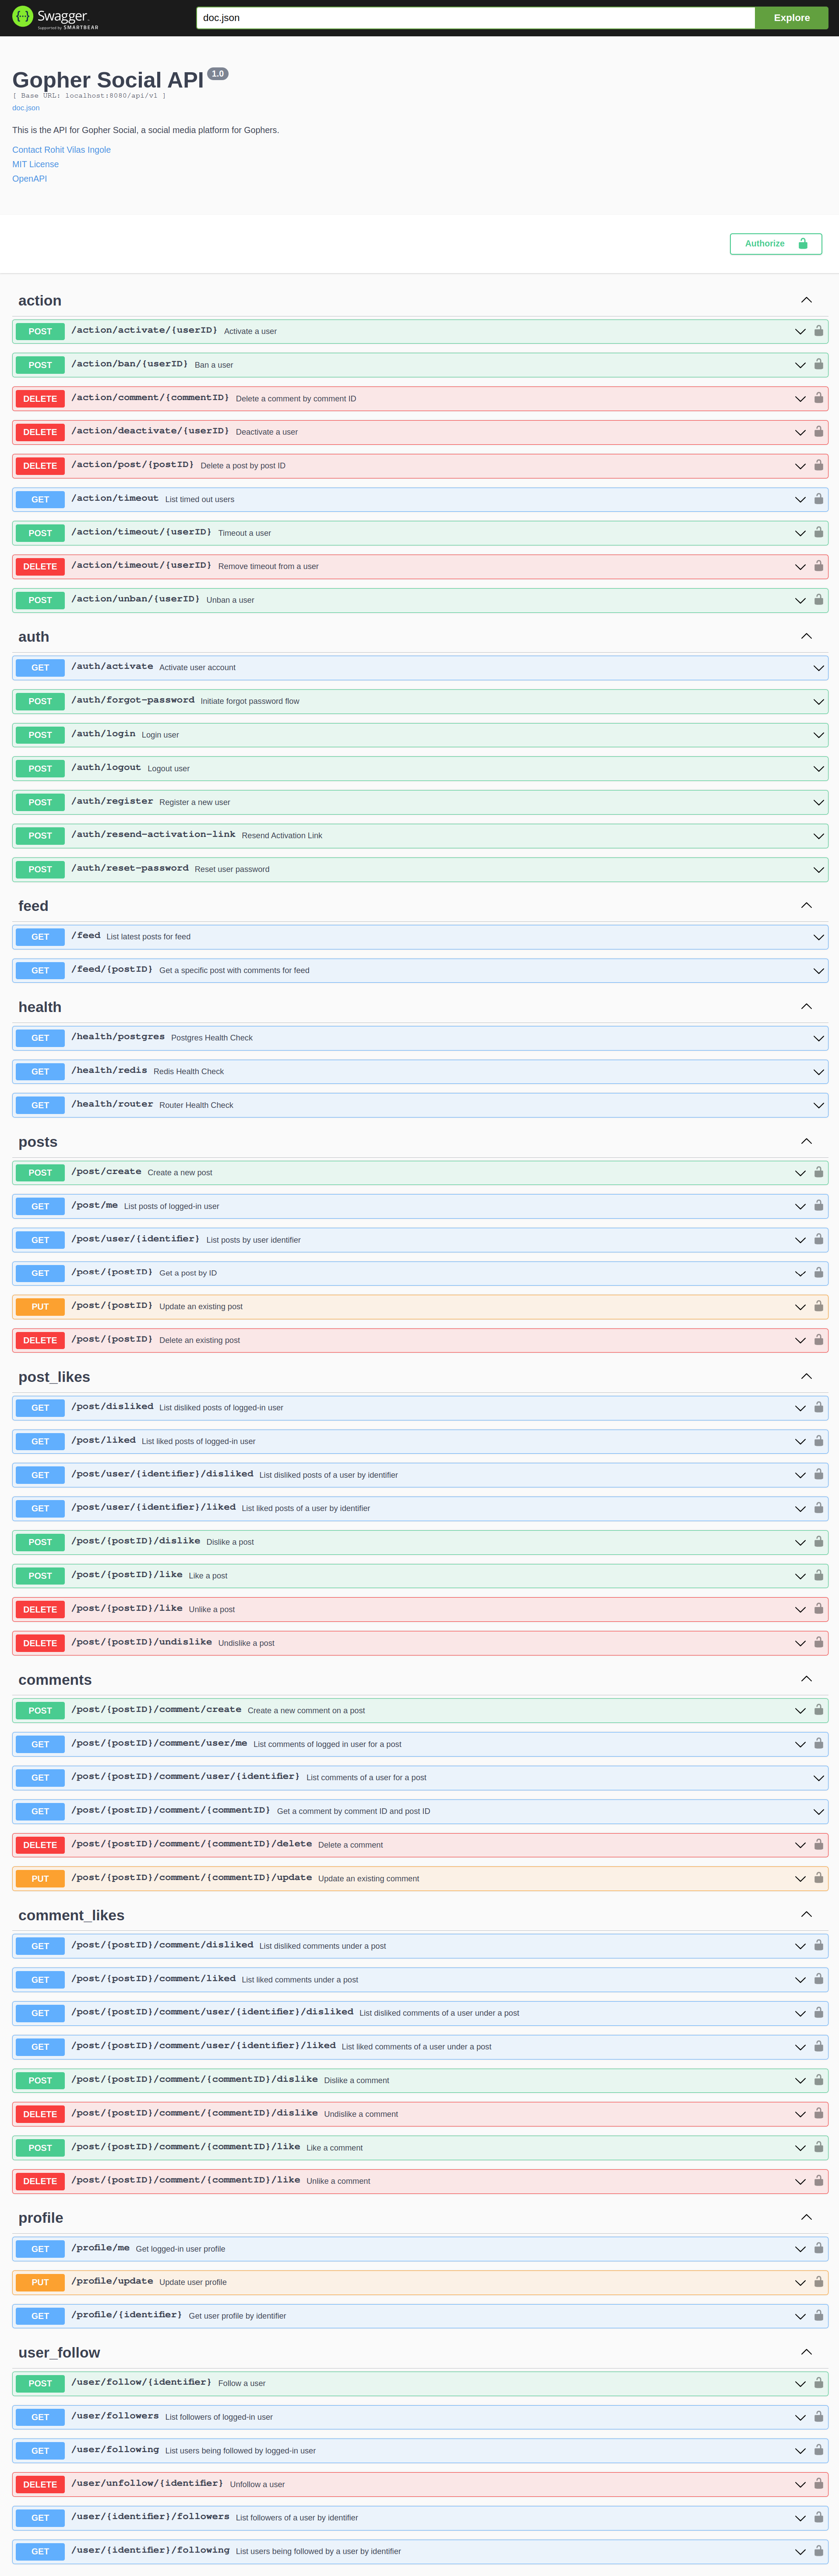 Swagger
Supported by SMARTBEAR
doc.json
Explore
Gopher Social API 1.0
[ Base URL: localhost:8080/api/v1 ]
doc.json
This is the API for Gopher Social, a social media platform for Gophers.
Contact Rohit Vilas Ingole
MIT License
OpenAPI
Authorize
action
POST /action/activate/{userID} Activate a user
POST /action/ban/{userID} Ban a user
DELETE /action/comment/{commentID} Delete a comment by comment ID
DELETE /action/deactivate/{userID} Deactivate a user
DELETE /action/post/{postID} Delete a post by post ID
GET /action/timeout List timed out users
POST /action/timeout/{userID} Timeout a user
DELETE /action/timeout/{userID} Remove timeout from a user
POST /action/unban/{userID} Unban a user
auth
GET /auth/activate Activate user account
POST /auth/forgot-password Initiate forgot password flow
POST /auth/login Login user
POST /auth/logout Logout user
POST /auth/register Register a new user
POST /auth/resend-activation-link Resend Activation Link
POST /auth/reset-password Reset user password
feed
GET /feed List latest posts for feed
GET /feed/{postID} Get a specific post with comments for feed
health
GET /health/postgres Postgres Health Check
GET /health/redis Redis Health Check
GET /health/router Router Health Check
posts
POST /post/create Create a new post
GET /post/me List posts of logged-in user
GET /post/user/{identifier} List posts by user identifier
GET /post/{postID} Get a post by ID
PUT /post/{postID} Update an existing post
DELETE /post/{postID} Delete an existing post
post_likes
GET /post/disliked List disliked posts of logged-in user
GET /post/liked List liked posts of logged-in user
GET /post/user/{identifier}/disliked List disliked posts of a user by identifier
GET /post/user/{identifier}/liked List liked posts of a user by identifier
POST /post/{postID}/dislike Dislike a post
POST /post/{postID}/like Like a post
DELETE /post/{postID}/like Unlike a post
DELETE /post/{postID}/undislike Undislike a post
comments
POST /post/{postID}/comment/create Create a new comment on a post
GET /post/{postID}/comment/user/me List comments of logged in user for a post
GET /post/{postID}/comment/user/{identifier} List comments of a user for a post
GET /post/{postID}/comment/{commentID} Get a comment by comment ID and post ID
DELETE /post/{postID}/comment/{commentID}/delete Delete a comment
PUT /post/{postID}/comment/{commentID}/update Update an existing comment
comment_likes
GET /post/{postID}/comment/disliked List disliked comments under a post
GET /post/{postID}/comment/liked List liked comments under a post
GET /post/{postID}/comment/user/{identifier}/disliked List disliked comments of a user under a post
GET /post/{postID}/comment/user/{identifier}/liked List liked comments of a user under a post
POST /post/{postID}/comment/{commentID}/dislike Dislike a comment
DELETE /post/{postID}/comment/{commentID}/dislike Undislike a comment
POST /post/{postID}/comment/{commentID}/like Like a comment
DELETE /post/{postID}/comment/{commentID}/like Unlike a comment
profile
GET /profile/me Get logged-in user profile
PUT /profile/update Update user profile
GET /profile/{identifier} Get user profile by identifier
user_follow
POST /user/follow/{identifier} Follow a user
GET /user/followers List followers of logged-in user
GET /user/following List users being followed by logged-in user
DELETE /user/unfollow/{identifier} Unfollow a user
GET /user/{identifier}/followers List followers of a user by identifier
GET /user/{identifier}/following List users being followed by a user by identifier